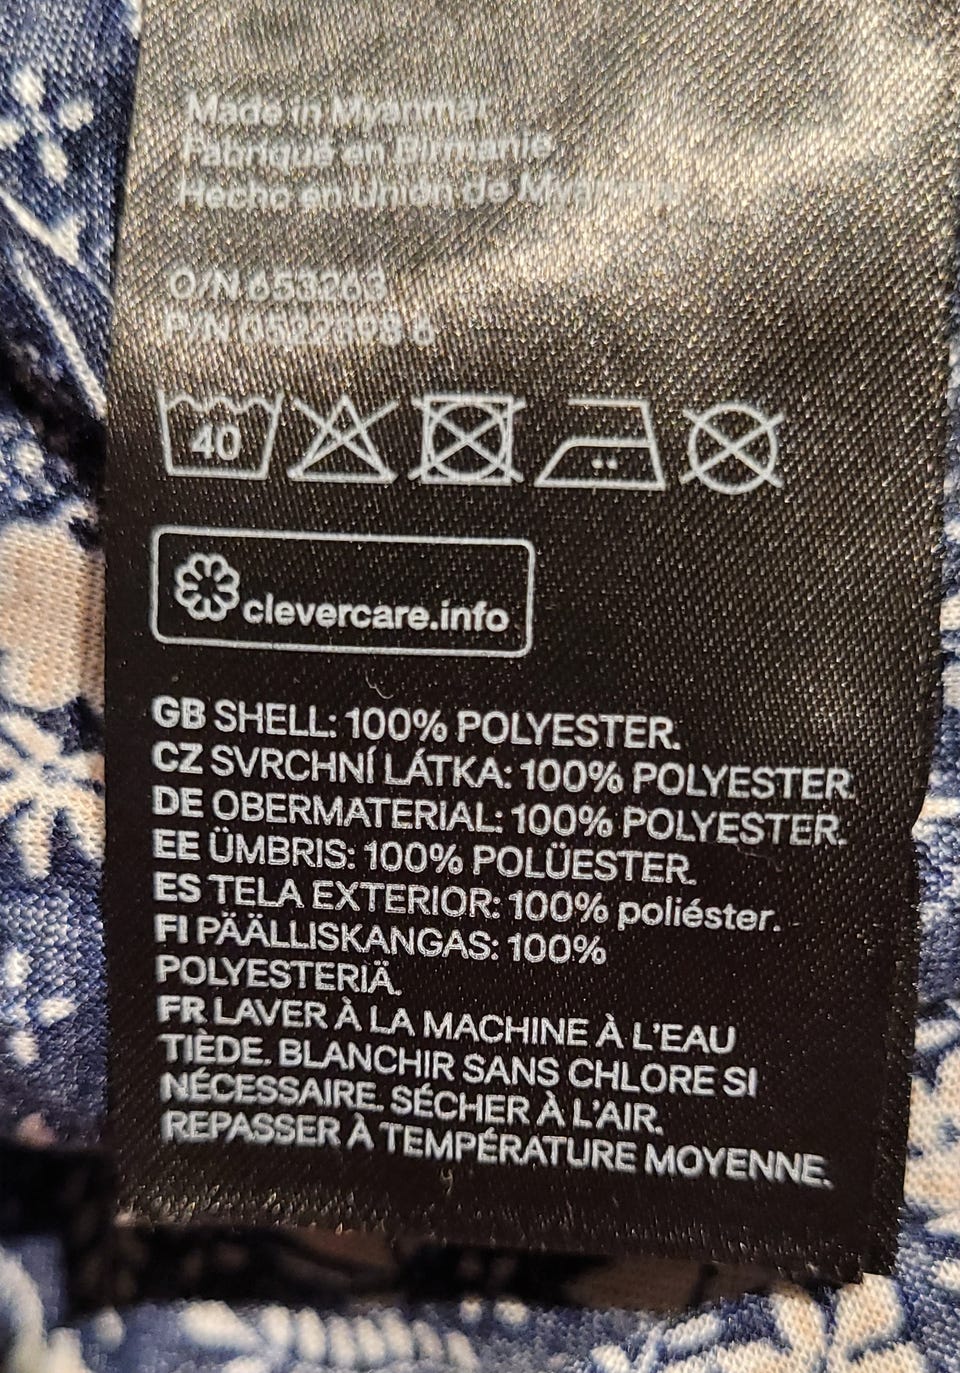 Made in Myanmar
Fabriqué en Birmanie
Hecho en Unión de Myanmar
O/N 653263
P/N
40
clevercare.info
GB SHELL: 100% POLYESTER.
CZ SVRCHNÍ LÁTKA: 100% POLYESTER.
DE OBERMATERIAL: 100% POLYESTER.
EE ÜMBRIS: 100% POLÜESTER.
ES TELA EXTERIOR: 100% poliéster.
FI PÄÄLLISKANGAS: 100%
POLYESTERIÄ.
FR LAVER À LA MACHINE À L'EAU
TIÈDE. BLANCHIR SANS CHLORE SI
NÉCESSAIRE. SÉCHER À L'AIR.
REPASSER À TEMPÉRATURE MOYENNE.